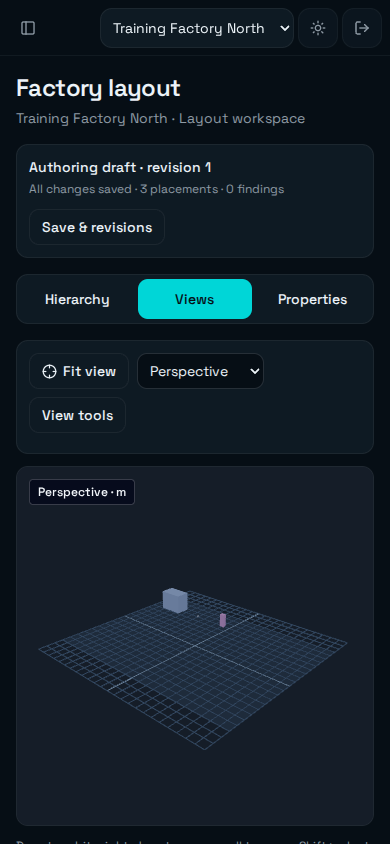 Training Factory North
Factory layout
Training Factory North · Layout workspace
Authoring draft · revision 1
All changes saved · 3 placements · 0 findings
Save & revisions
Hierarchy
Views
Properties
Fit view
Perspective
View tools
Perspective · m